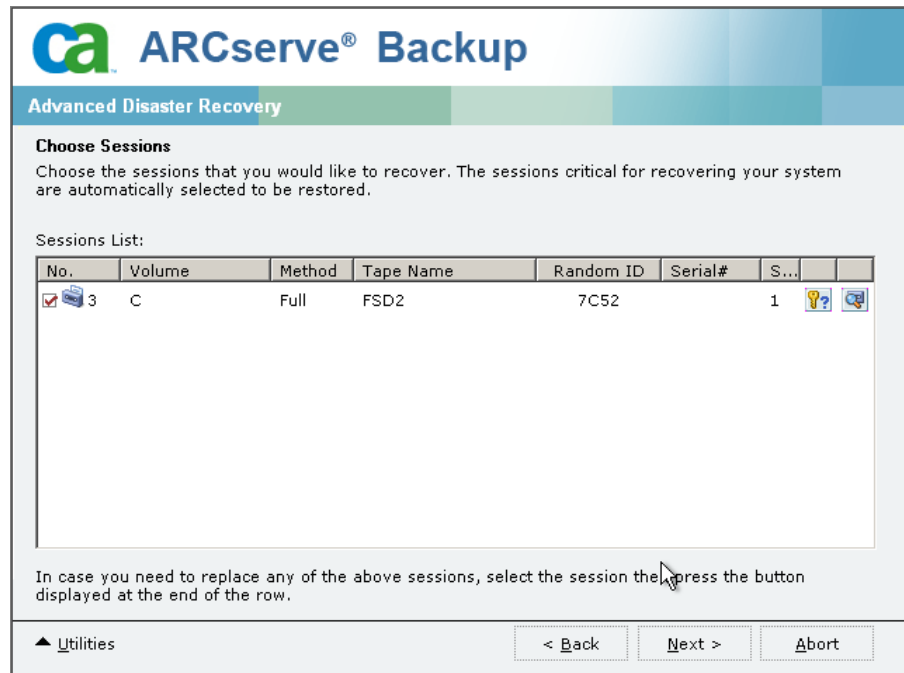 ca ARCserve® Backup
Advanced Disaster Recovery
Choose Sessions
Choose the sessions that you would like to recover. The sessions critical for recovering your system
are automatically selected to be restored.
Sessions List:
No. Volume Method Tape Name Random ID Serial# S...
3 C Full FSD2 7C52 1 ?
In case you need to replace any of the above sessions, select the session the press the button
displayed at the end of the row.
Utilities < Back Next > Abort